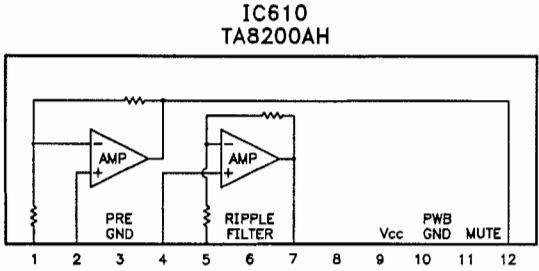 IC610
TA8200AH
AMP
AMP
PRE GND
RIPPLE FILTER
Vcc
PWB GND
MUTE
1 2 3 4 5 6 7 8 9 10 11 12